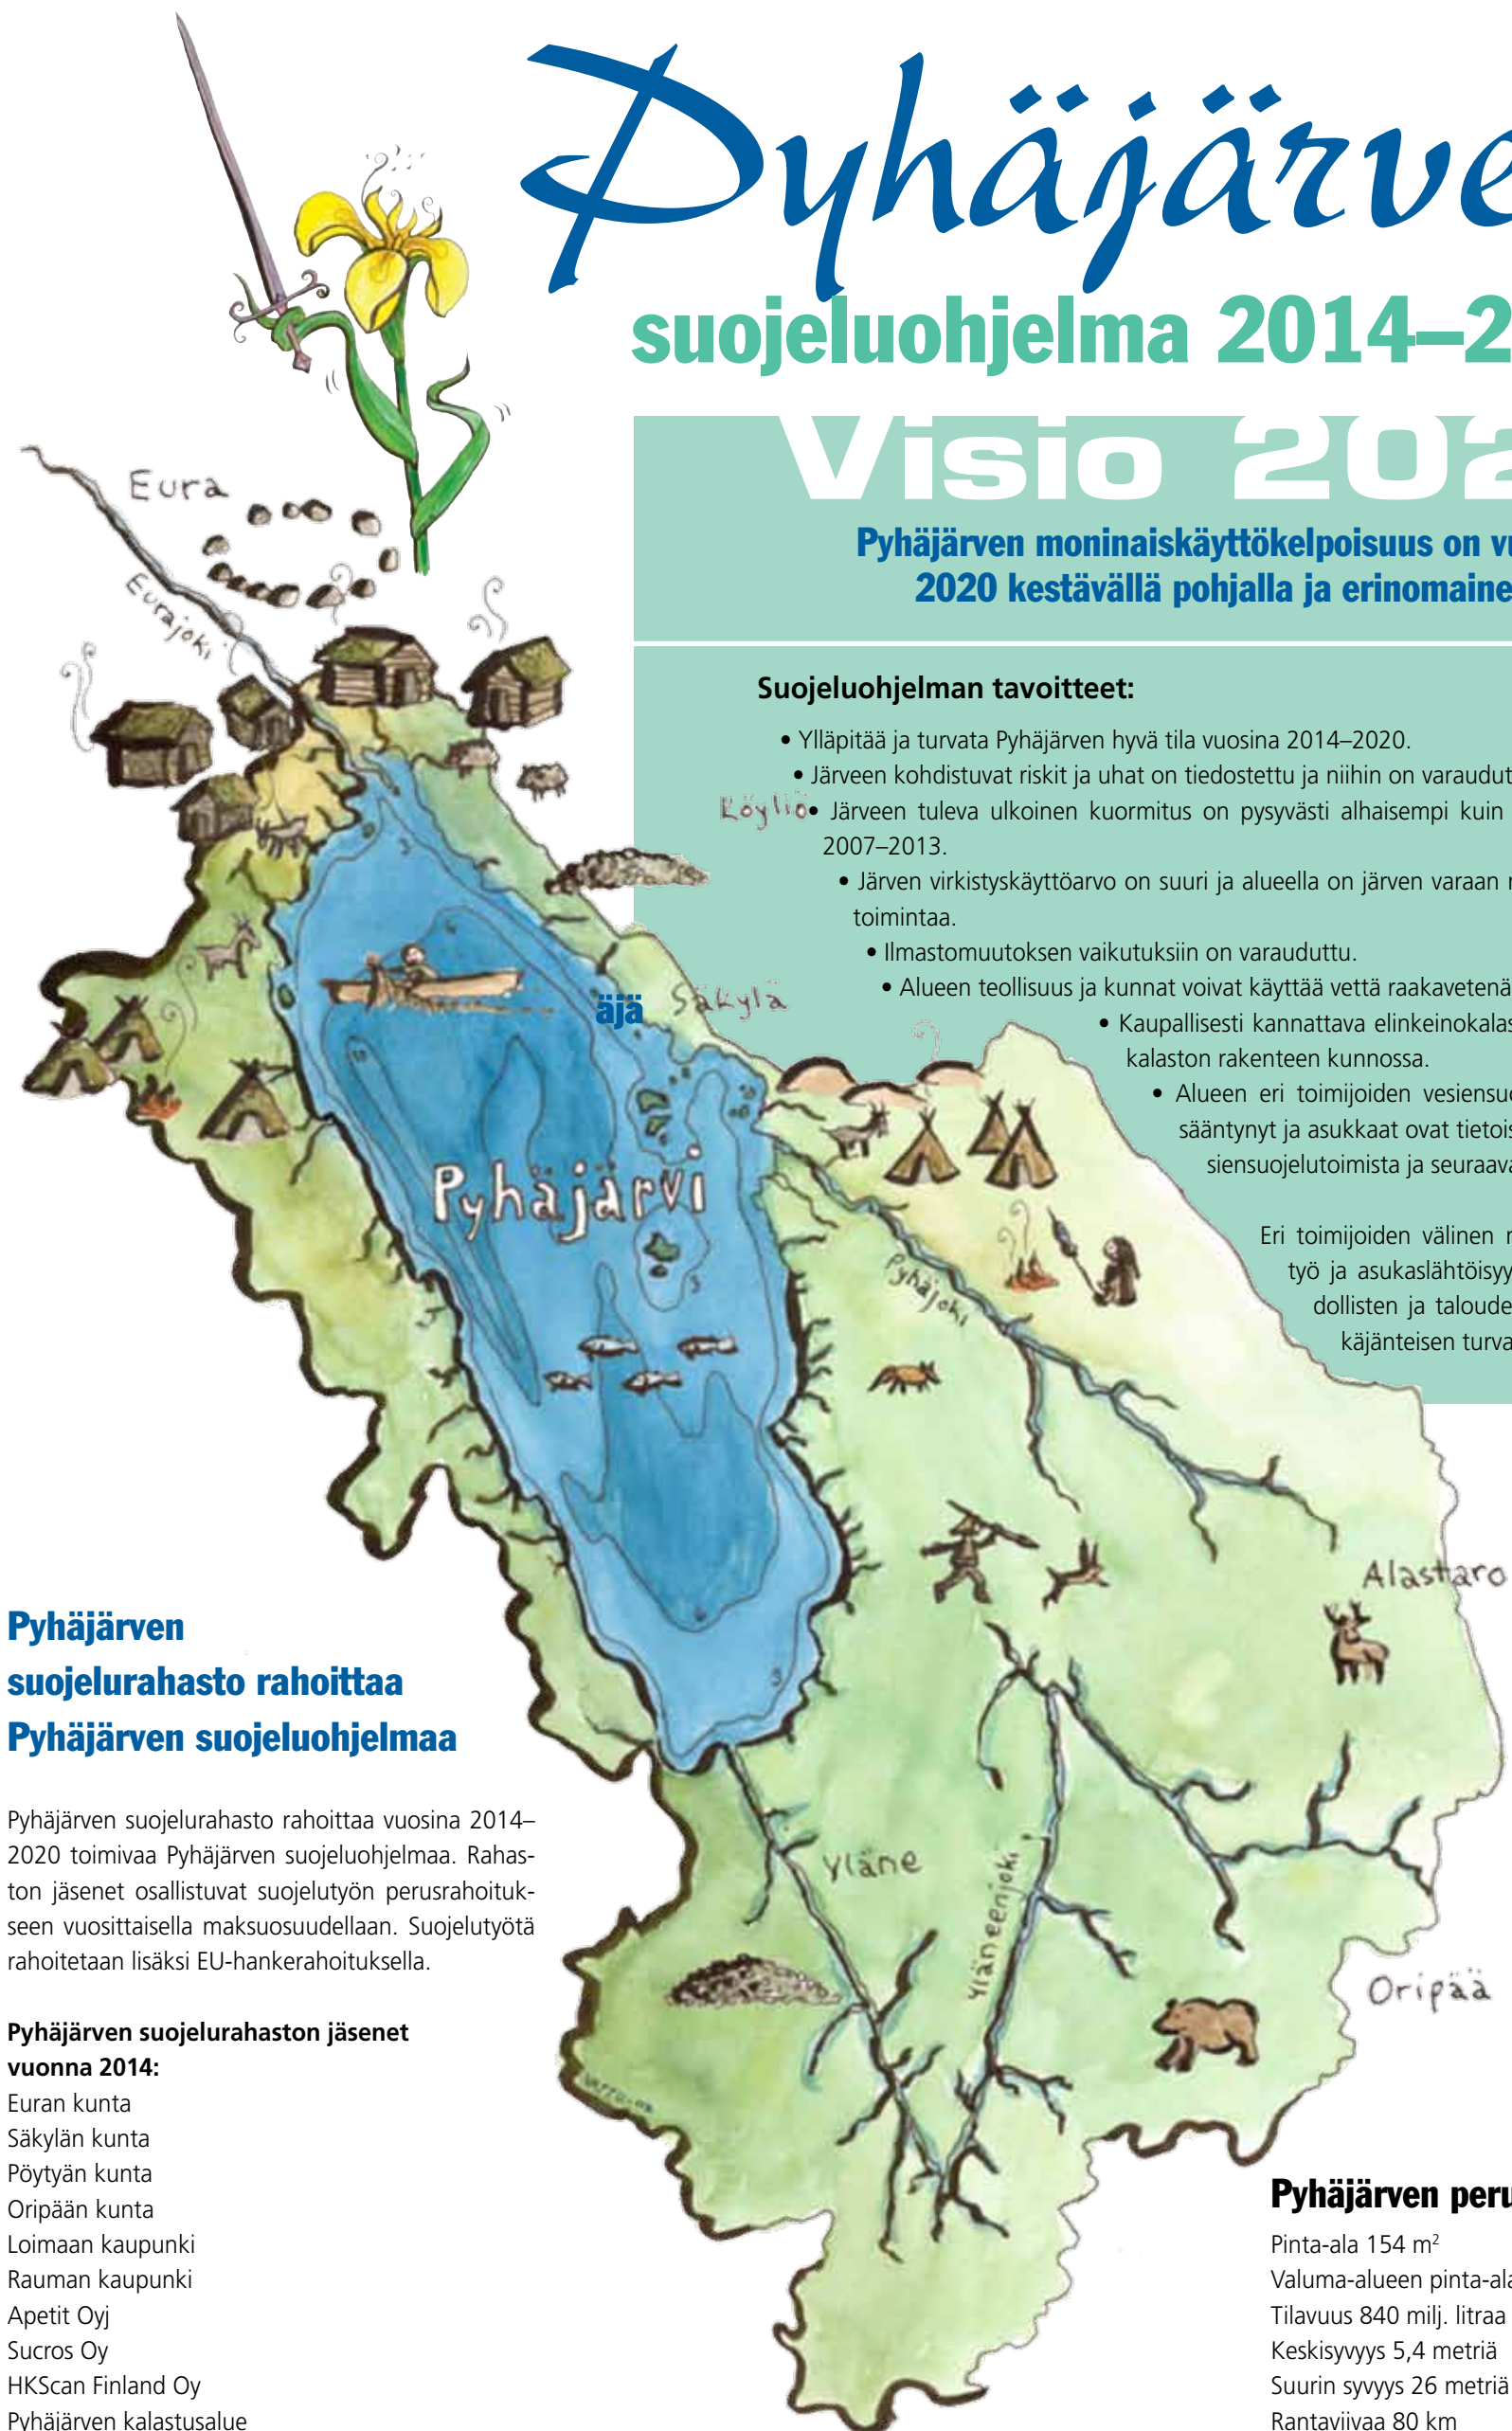 Pyhäjärve
suojeluohjelma 2014–2
Visio 202
Pyhäjärven moninaiskäyttökelpoisuus on vu
2020 kestävällä pohjalla ja erinomaine
Suojeluohjelman tavoitteet:
• Ylläpitää ja turvata Pyhäjärven hyvä tila vuosina 2014–2020.
• Järveen kohdistuvat riskit ja uhat on tiedostettu ja niihin on varaudut
• Järveen tuleva ulkoinen kuormitus on pysyvästi alhaisempi kuin
2007–2013.
• Järven virkistyskäyttöarvo on suuri ja alueella on järven varaan
toimintaa.
• Ilmastomuutoksen vaikutuksiin on varauduttu.
• Alueen teollisuus ja kunnat voivat käyttää vettä raakavetenä
• Kaupallisesti kannattava elinkeinokalas
kalaston rakenteen kunnossa.
• Alueen eri toimijoiden vesiensuo
sääntynyt ja asukkaat ovat tietois
siensuojelutoimista ja seuraava
Eri toimijoiden välinen
työ ja asukaslähtöisyy
dollisten ja taloude
käjänteisen turva
Eura
Eurajoki
Köyliö
äjä
Säkylä
Pyhäjärvi
Pyhäjoki
Alastaro
Yläne
Yläneenjoki
Oripää
3
6
3
6
3
Pyhäjärven
suojelurahasto rahoittaa
Pyhäjärven suojeluohjelmaa
Pyhäjärven suojelurahasto rahoittaa vuosina 2014–
2020 toimivaa Pyhäjärven suojeluohjelmaa. Rahas-
ton jäsenet osallistuvat suojelutyön perusrahoituk-
seen vuosittaisella maksuosuudellaan. Suojelutyötä
rahoitetaan lisäksi EU-hankerahoituksella.
Pyhäjärven suojelurahaston jäsenet
vuonna 2014:
Euran kunta
Säkylän kunta
Pöytyän kunta
Oripään kunta
Loimaan kaupunki
Rauman kaupunki
Apetit Oyj
Sucros Oy
HKScan Finland Oy
Pyhäjärven kalastusalue
Pyhäjärven peru
Pinta-ala 154 m²
Valuma-alueen pinta-ala
Tilavuus 840 milj. litraa
Keskisyvyys 5,4 metriä
Suurin syvyys 26 metriä
Rantaviivaa 80 km